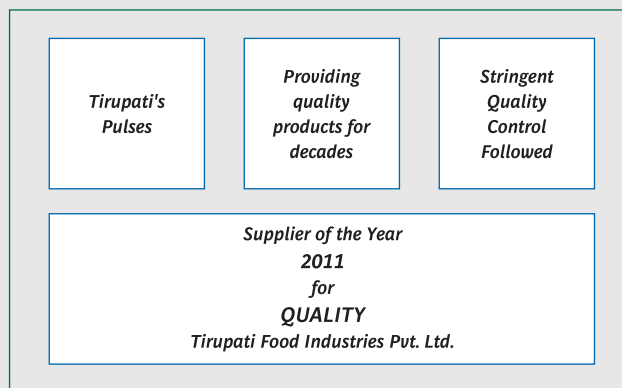 Tirupati's
Pulses
Providing
quality
products for
decades
Stringent
Quality
Control
Followed
Supplier of the Year
2011
for
QUALITY
Tirupati Food Industries Pvt. Ltd.